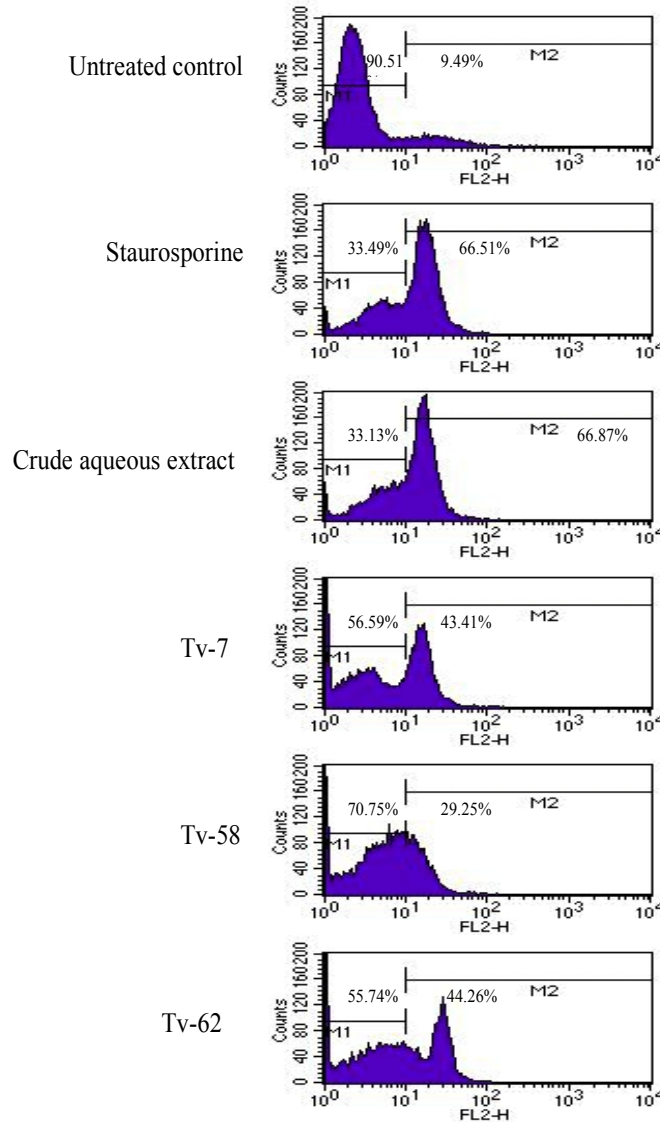 Untreated control
Counts
0 40 80 120 160 200
M1
90.51
9.49%
M2
10^0 10^1 10^2 10^3 10^4
FL2-H
Staurosporine
Counts
0 40 80 120 160 200
M1
33.49%
66.51%
M2
10^0 10^1 10^2 10^3 10^4
FL2-H
Crude aqueous extract
Counts
0 40 80 120 160 200
M1
33.13%
M2
66.87%
10^0 10^1 10^2 10^3 10^4
FL2-H
Tv-7
Counts
0 40 80 120 160 200
M1
56.59%
43.41%
M2
10^0 10^1 10^2 10^3 10^4
FL2-H
Tv-58
Counts
0 40 80 120 160 200
M1
70.75%
29.25%
M2
10^0 10^1 10^2 10^3 10^4
FL2-H
Tv-62
Counts
0 40 80 120 160 200
M1
55.74%
44.26%
M2
10^0 10^1 10^2 10^3 10^4
FL2-H